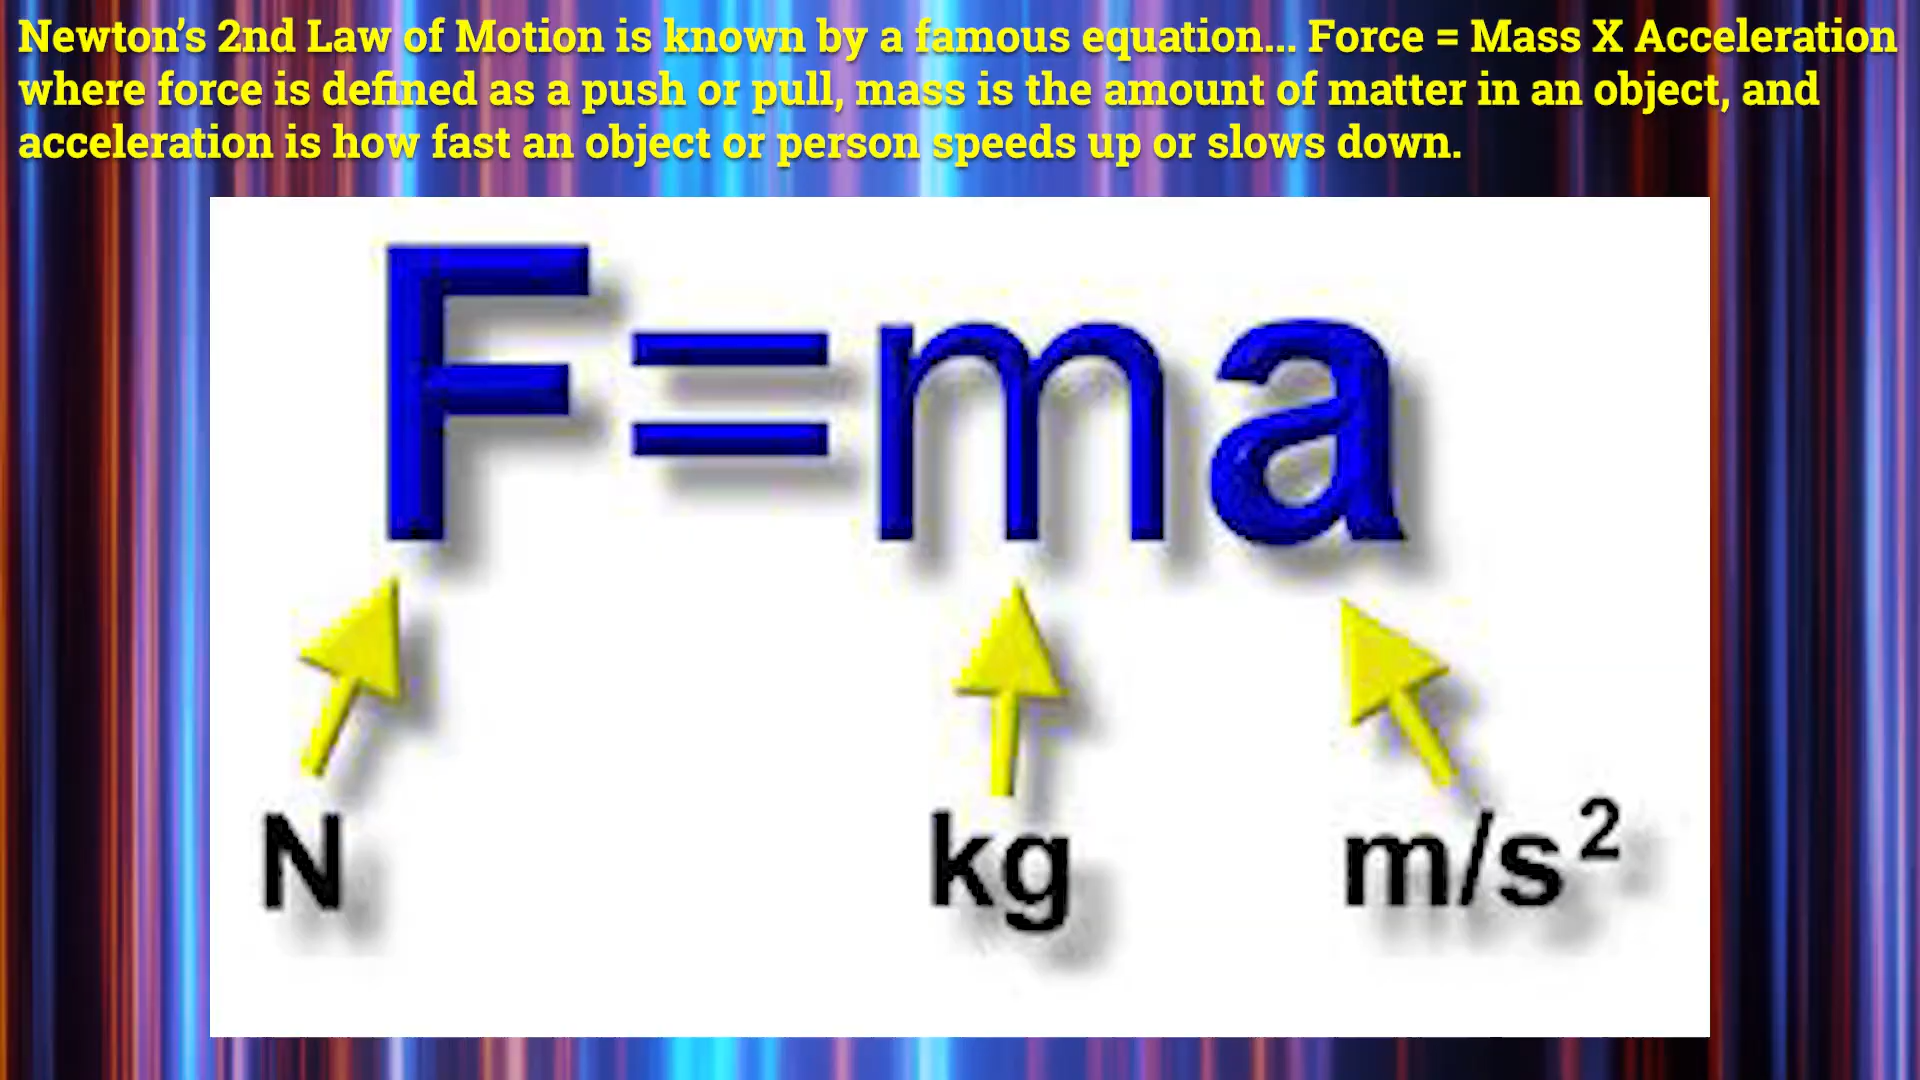 Newton's 2nd Law of Motion is known by a famous equation... Force = Mass X Acceleration
where force is defined as a push or pull, mass is the amount of matter in an object, and
acceleration is how fast an object or person speeds up or slows down.
F=ma
N kg m/s²